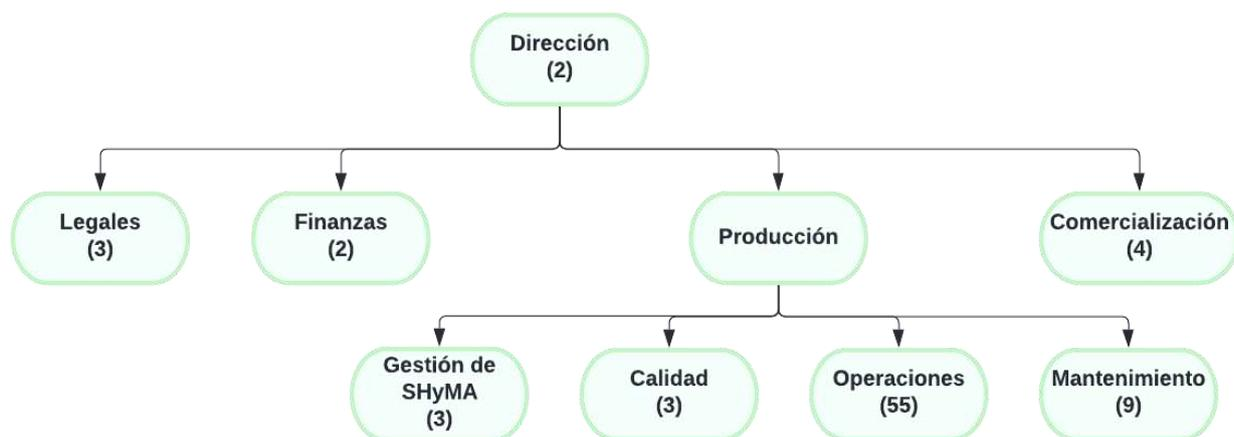 Dirección
(2)
Legales
(3)
Finanzas
(2)
Producción
Comercialización
(4)
Gestión de
SHyMA
(3)
Calidad
(3)
Operaciones
(55)
Mantenimiento
(9)